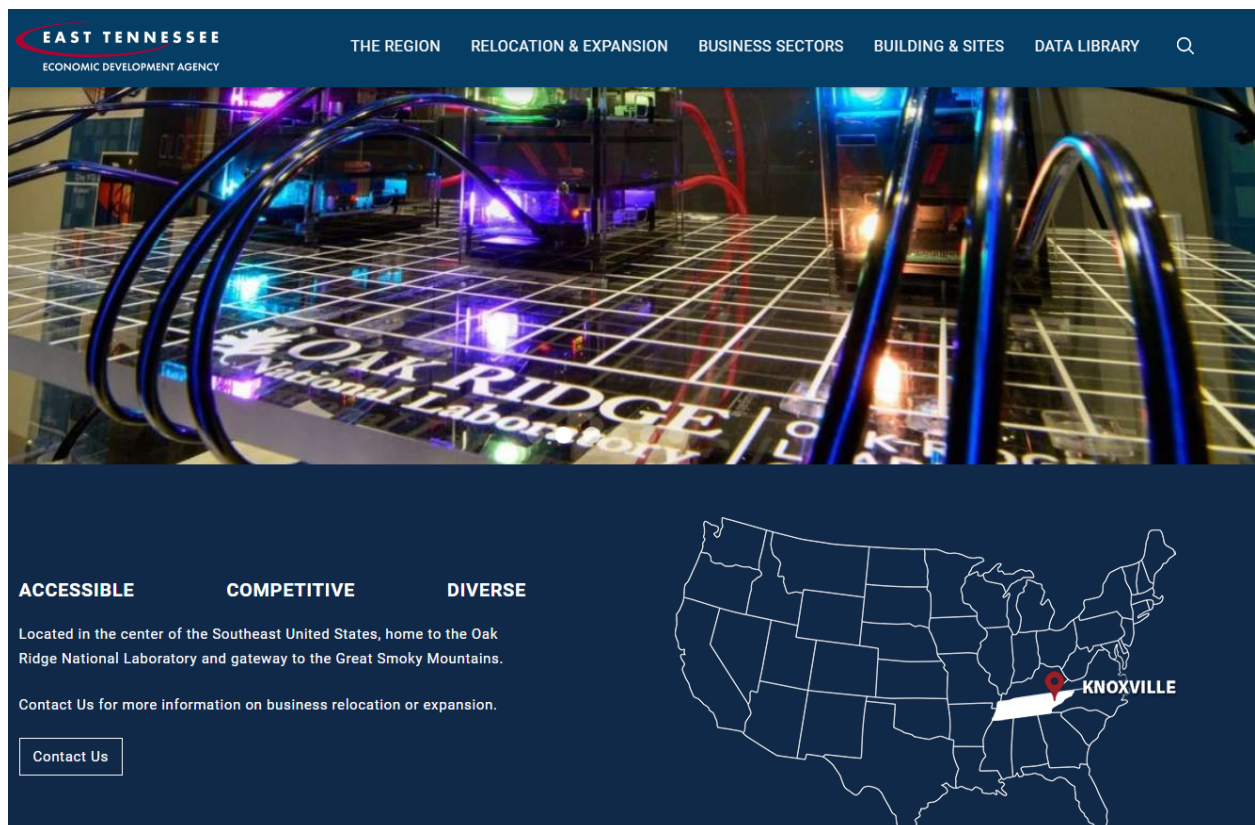 EAST TENNESSEE
ECONOMIC DEVELOPMENT AGENCY
THE REGION RELOCATION & EXPANSION BUSINESS SECTORS BUILDING & SITES DATA LIBRARY
OAK RIDGE
National Laboratory
ACCESSIBLE COMPETITIVE DIVERSE
Located in the center of the Southeast United States, home to the Oak
Ridge National Laboratory and gateway to the Great Smoky Mountains.
Contact Us for more information on business relocation or expansion.
Contact Us
KNOXVILLE